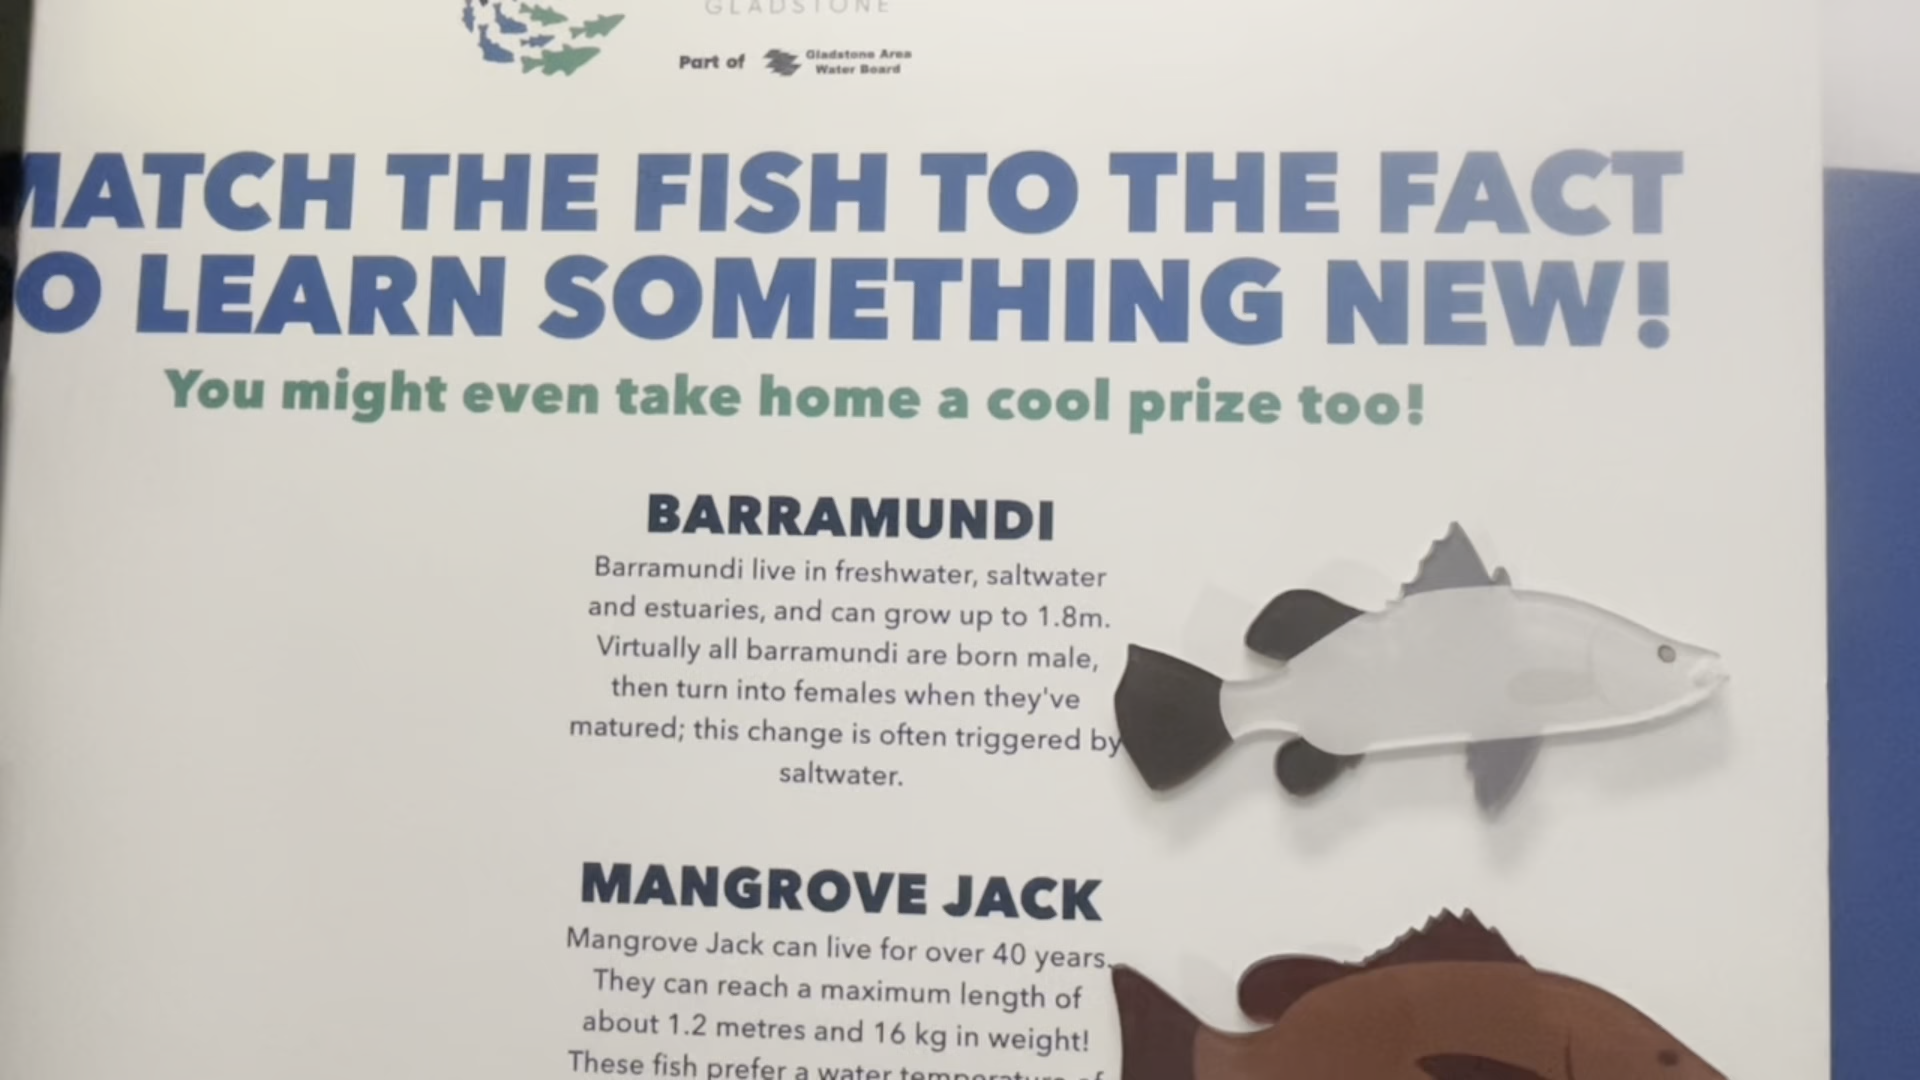 GLADSTONE
Part of
Gladstone Area
Water Board
MATCH THE FISH TO THE FACT
O LEARN SOMETHING NEW!
You might even take home a cool prize too!
BARRAMUNDI
Barramundi live in freshwater, saltwater
and estuaries, and can grow up to 1.8m.
Virtually all barramundi are born male,
then turn into females when they've
matured; this change is often triggered by
saltwater.
MANGROVE JACK
Mangrove Jack can live for over 40 years.
They can reach a maximum length of
about 1.2 metres and 16 kg in weight!
These fish prefer a water temperature of